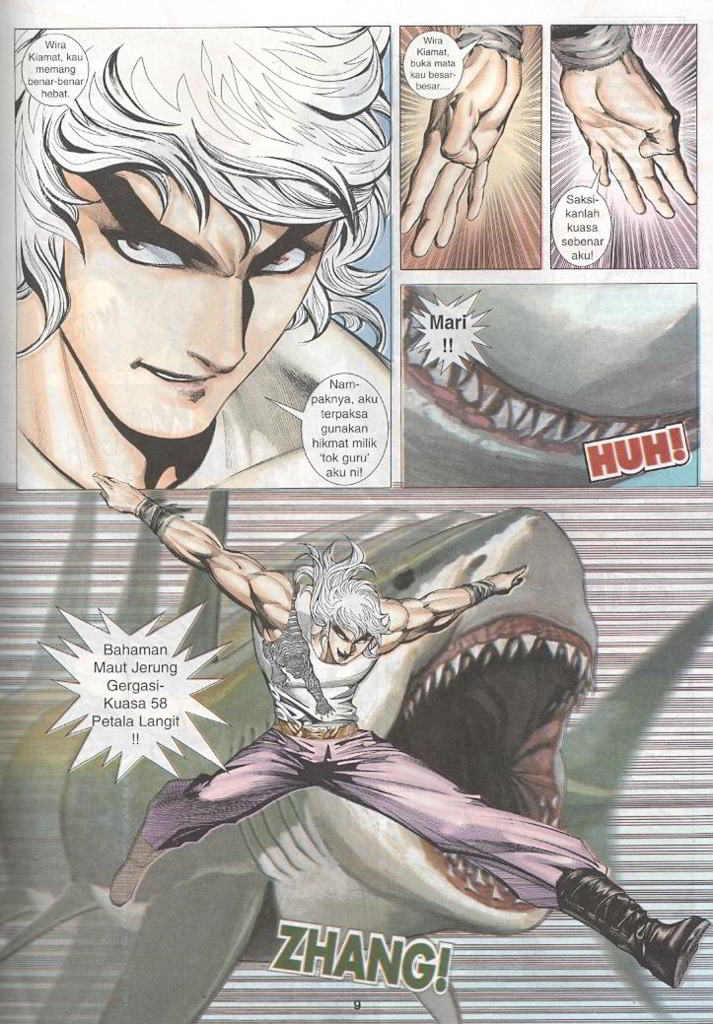 Wira
Kiamat, kau
memang
benar-benar
hebat.
Nam-
paknya, aku
terpaksa
gunakan
hikmat milik
'tok guru'
aku ni!
Wira
Kiamat,
buka mata
kau besar-
besar....
Saksi-
kanlah
kuasa
sebenar
aku!
Mari
!!
HUH!
Bahaman
Maut Jerung
Gergasi-
Kuasa 58
Petala Langit
!!
ZHANG!
9